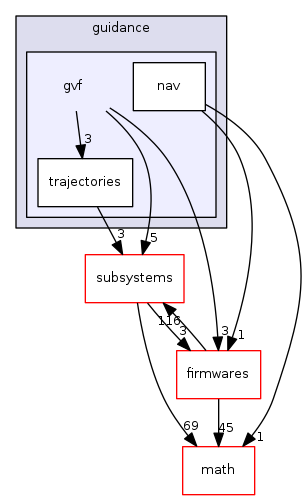 guidance
gvf
nav
3
trajectories
3
5
subsystems
116
3
3
1
firmwares
69
45
1
math